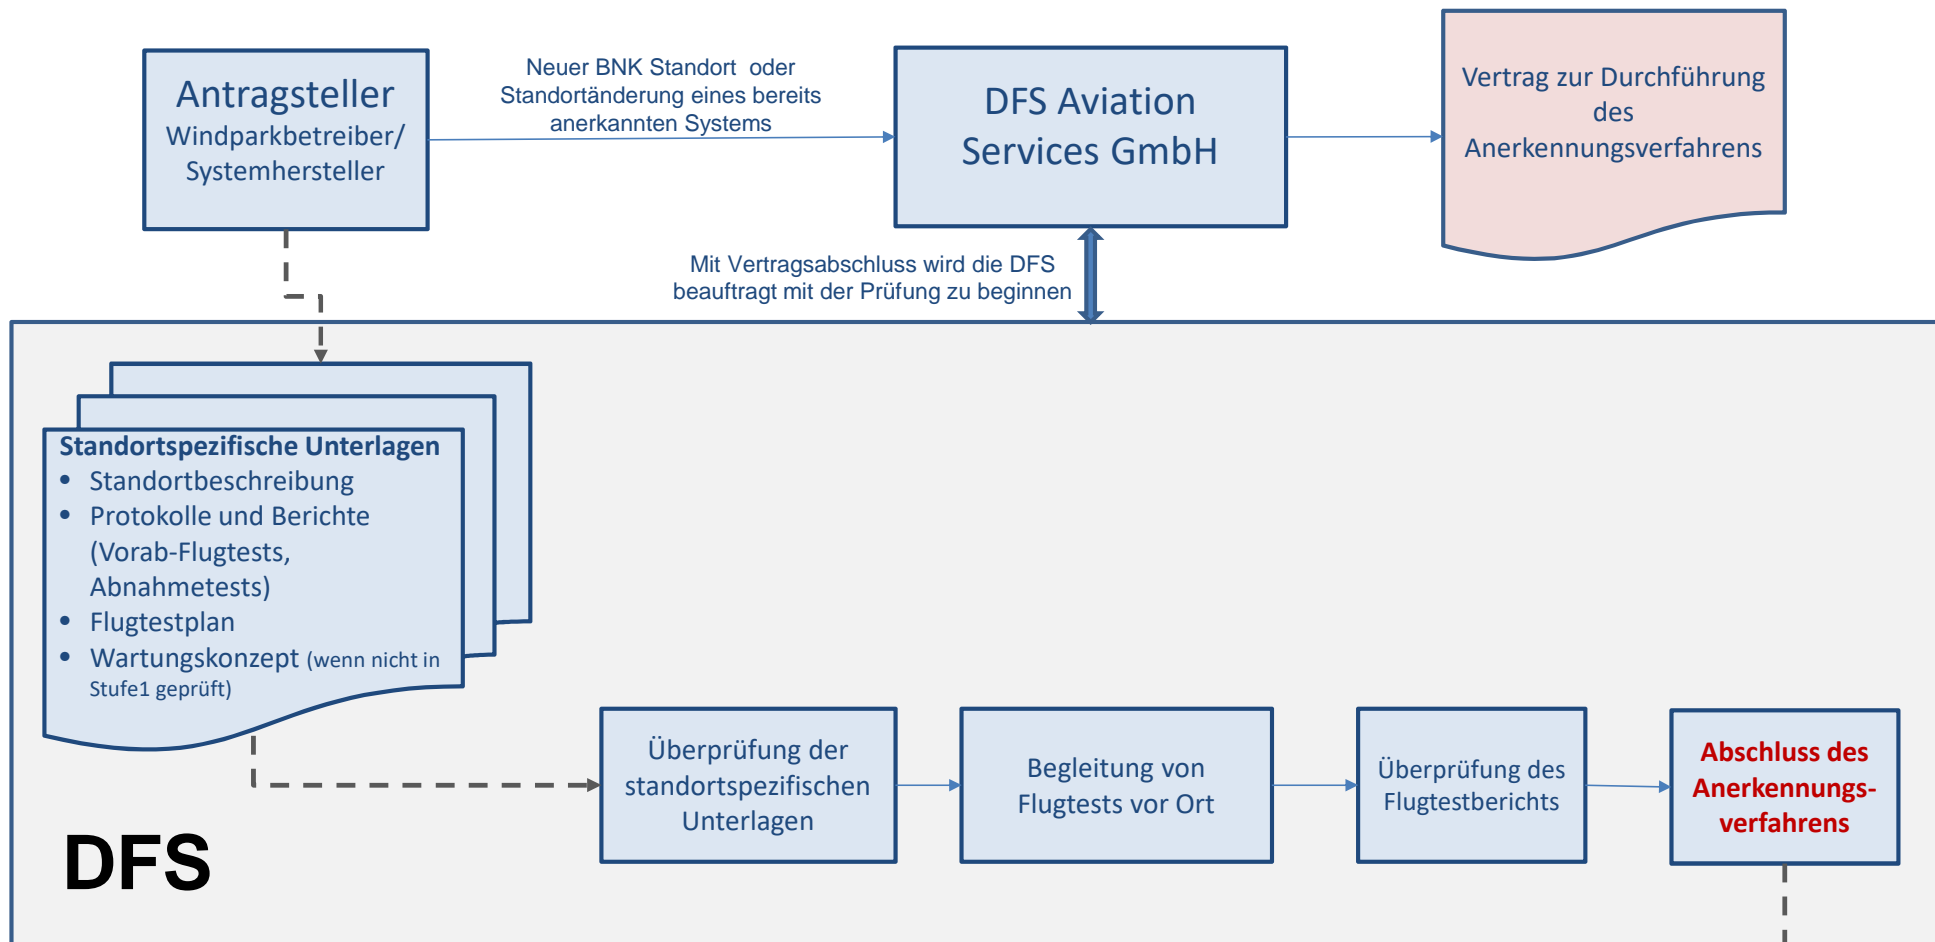 Antragsteller
Windparkbetreiber/
Systemhersteller
Neuer BNK Standort oder
Standortänderung eines bereits
anerkannten Systems
DFS Aviation
Services GmbH
Vertrag zur Durchführung
des
Anerkennungsverfahrens
Mit Vertragsabschluss wird die DFS
beauftragt mit der Prüfung zu beginnen
Standortspezifische Unterlagen
• Standortbeschreibung
• Protokolle und Berichte
(Vorab-Flugtests,
Abnahmetests)
• Flugtestplan
• Wartungskonzept (wenn nicht in
Stufe1 geprüft)
Überprüfung der
standortspezifischen
Unterlagen
Begleitung von
Flugtests vor Ort
Überprüfung des
Flugtestberichts
Abschluss des
Anerkennungs-
verfahrens
DFS